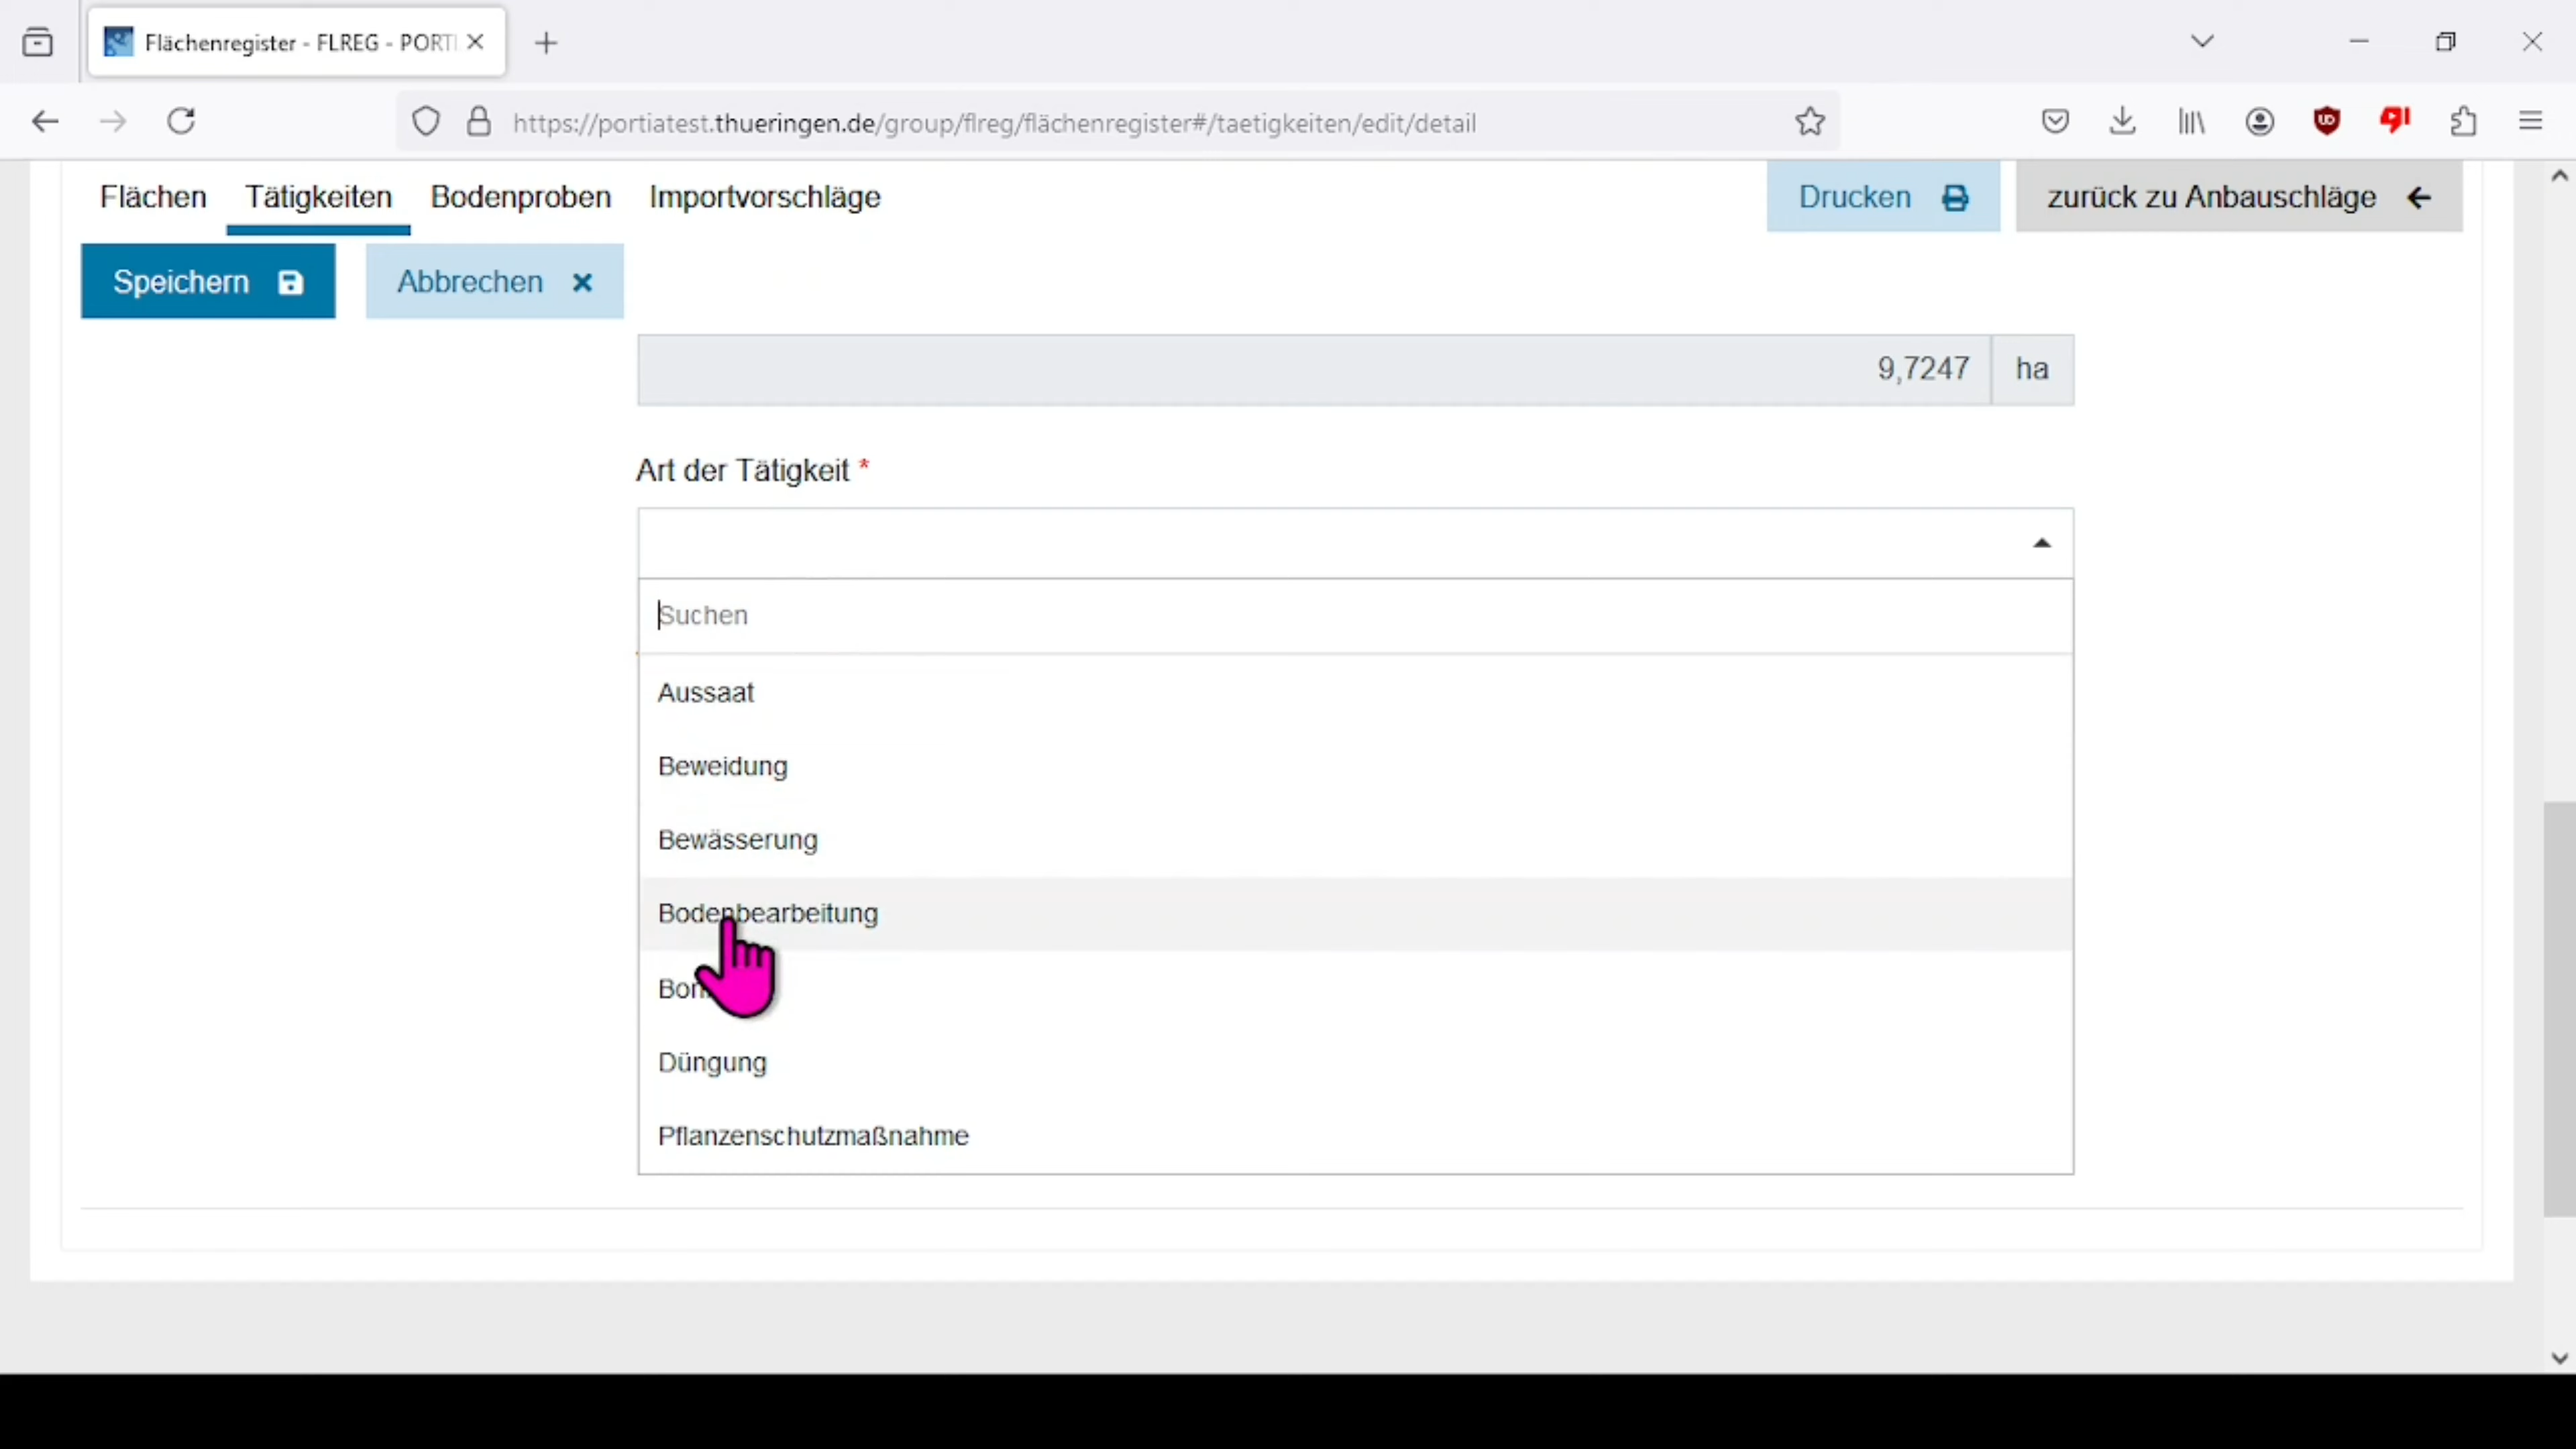 Flächenregister - FLREG - PORTI
https://portiatest.thueringen.de/group/flreg/flächenregister#/taetigkeiten/edit/detail
Flächen Tätigkeiten Bodenproben Importvorschläge Drucken zurück zu Anbauschläge
Speichern Abbrechen
9,7247 ha
Art der Tätigkeit *
Suchen
Aussaat
Beweidung
Bewässerung
Bodenbearbeitung
Düngung
Pflanzenschutzmaßnahme